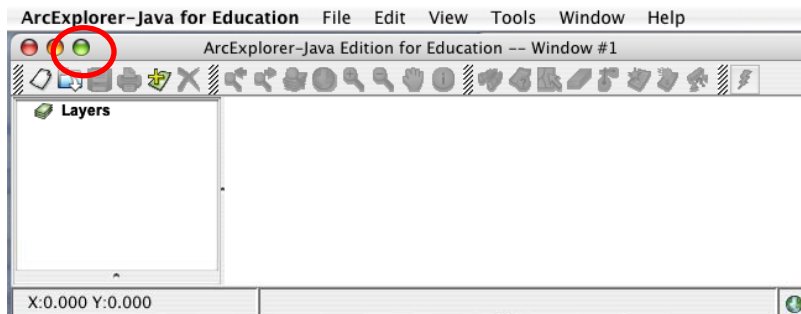 ArcExplorer-Java for Education File Edit View Tools Window Help
ArcExplorer-Java Edition for Education -- Window #1
Layers
X:0.000 Y:0.000